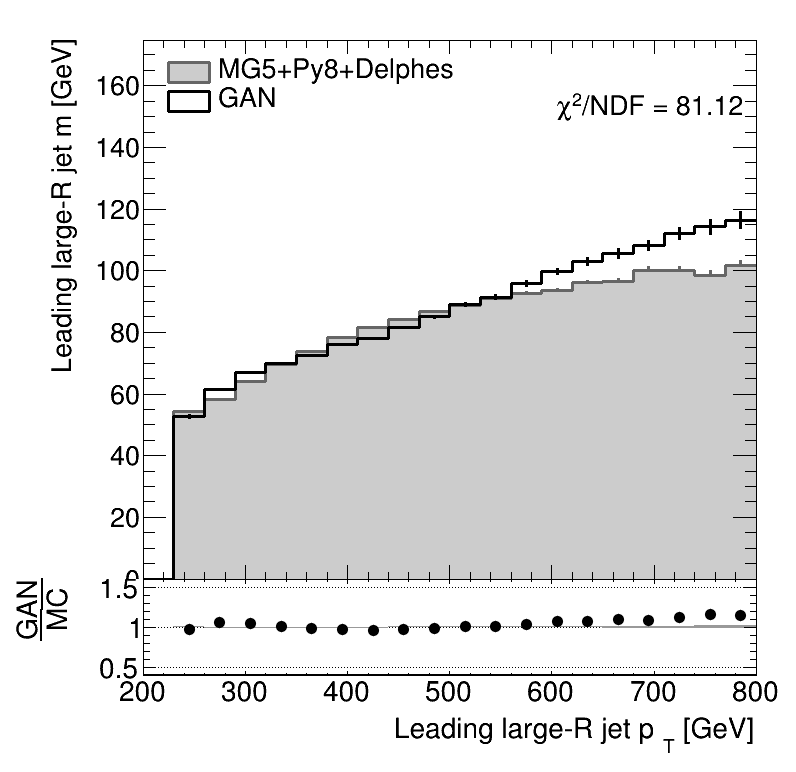 MG5+Py8+Delphes
GAN
χ²/NDF = 81.12
Leading large-R jet m [GeV]
160
140
120
100
80
60
40
20
0
GAN
MC
1.5
1
0.5
200 300 400 500 600 700 800
Leading large-R jet p T [GeV]